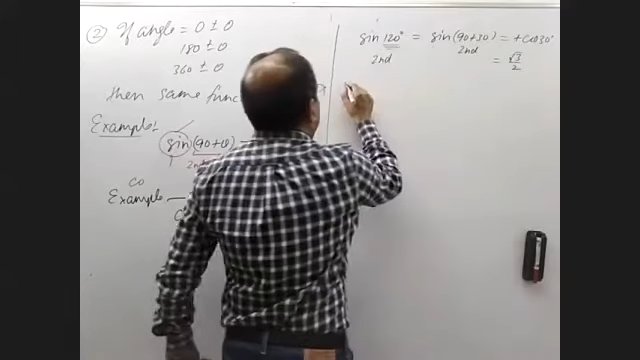 ② If angle = 0 ± θ
180 ± θ
360 ± θ
then same func
Example:
sin (90+θ)
2nd
CO
Example —
sin 120° = sin (90+30) = + cos 30°
2nd 2nd
= √3/2